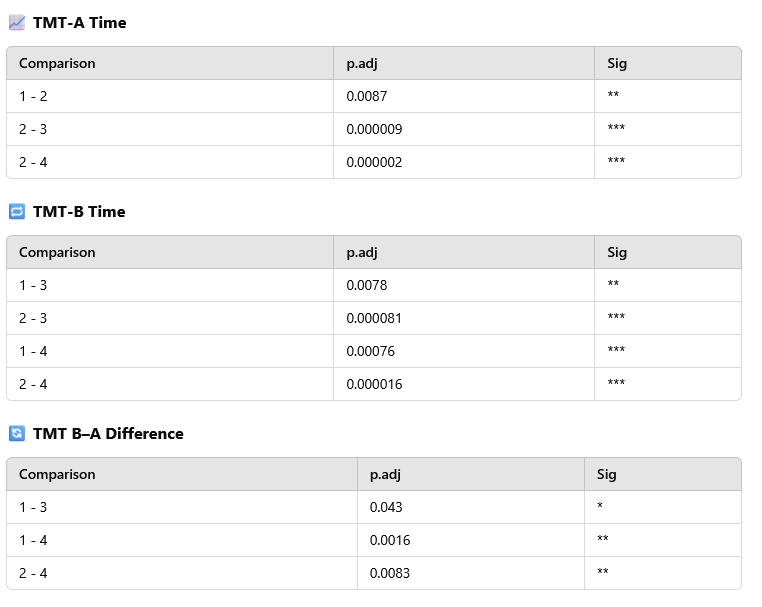 TMT-A Time
Comparison p.adj Sig
1 - 2 0.0087 **
2 - 3 0.000009 ***
2 - 4 0.000002 ***
TMT-B Time
Comparison p.adj Sig
1 - 3 0.0078 **
2 - 3 0.000081 ***
1 - 4 0.00076 ***
2 - 4 0.000016 ***
TMT B–A Difference
Comparison p.adj Sig
1 - 3 0.043 *
1 - 4 0.0016 **
2 - 4 0.0083 **